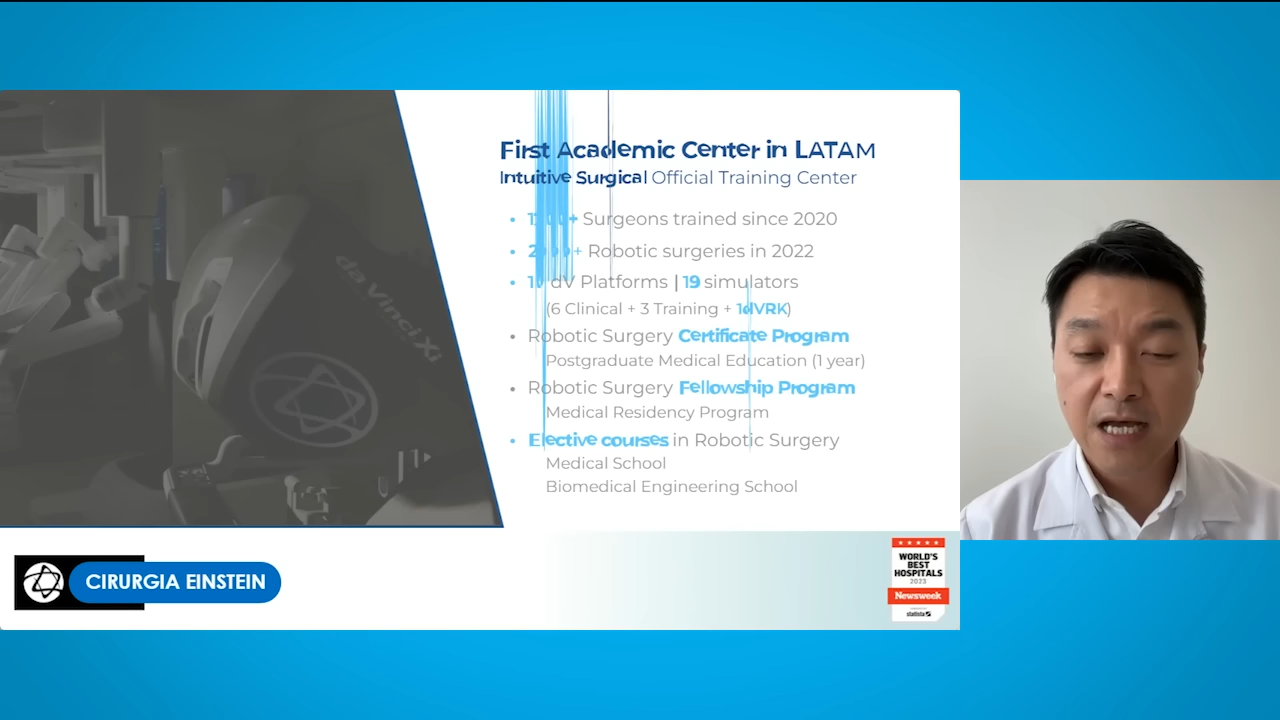 First Academic Center in LATAM
Intuitive Surgical Official Training Center
• Surgeons trained since 2020
• Robotic surgeries in 2022
• dV Platforms | 19 simulators
(6 Clinical + 3 Training + 1dVRK)
• Robotic Surgery Certificate Program
Postgraduate Medical Education (1 year)
• Robotic Surgery Fellowship Program
Medical Residency Program
• Elective courses in Robotic Surgery
Medical School
Biomedical Engineering School
da Vinci Xi
CIRURGIA EINSTEIN
WORLD'S
BEST
HOSPITALS
2023
Newsweek
statista